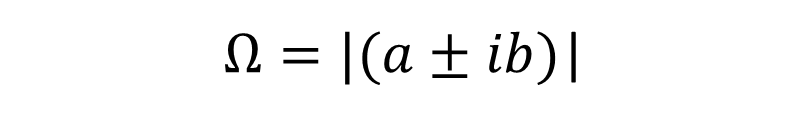 Ω = |(a ± ib)|